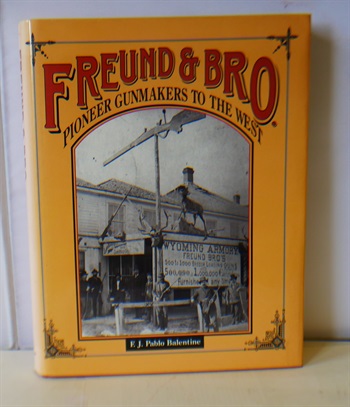 FREUND & BRO.
PIONEER GUNMAKERS TO THE WEST
WYOMING ARMORY
FREUND BRO'S
F. J. Pablo Balentine